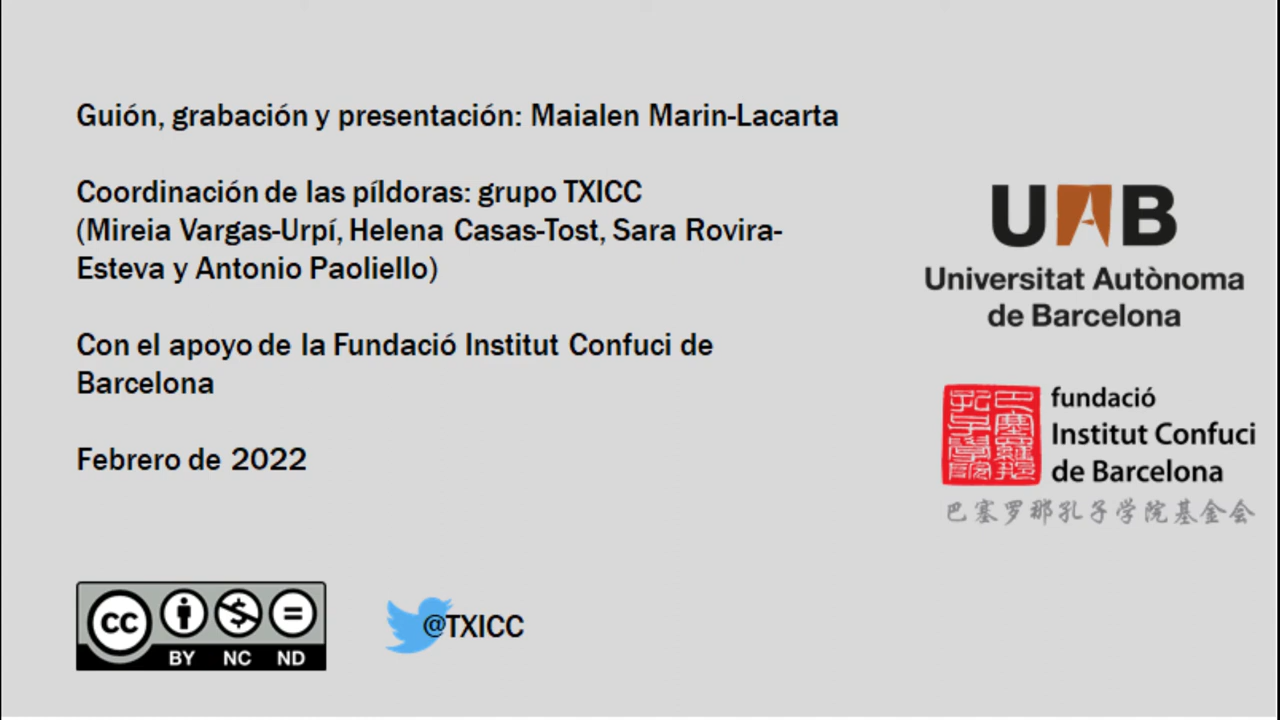 Guión, grabación y presentación: Maialen Marin-Lacarta
Coordinación de las píldoras: grupo TXICC
(Mireia Vargas-Urpí, Helena Casas-Tost, Sara Rovira-
Esteva y Antonio Paoliello)
Con el apoyo de la Fundació Institut Confuci de
Barcelona
Febrero de 2022
CC
BY NC ND
@TXICC
UAB
Universitat Autònoma
de Barcelona
fundació
Institut Confuci
de Barcelona
巴塞罗那孔子学院基金会